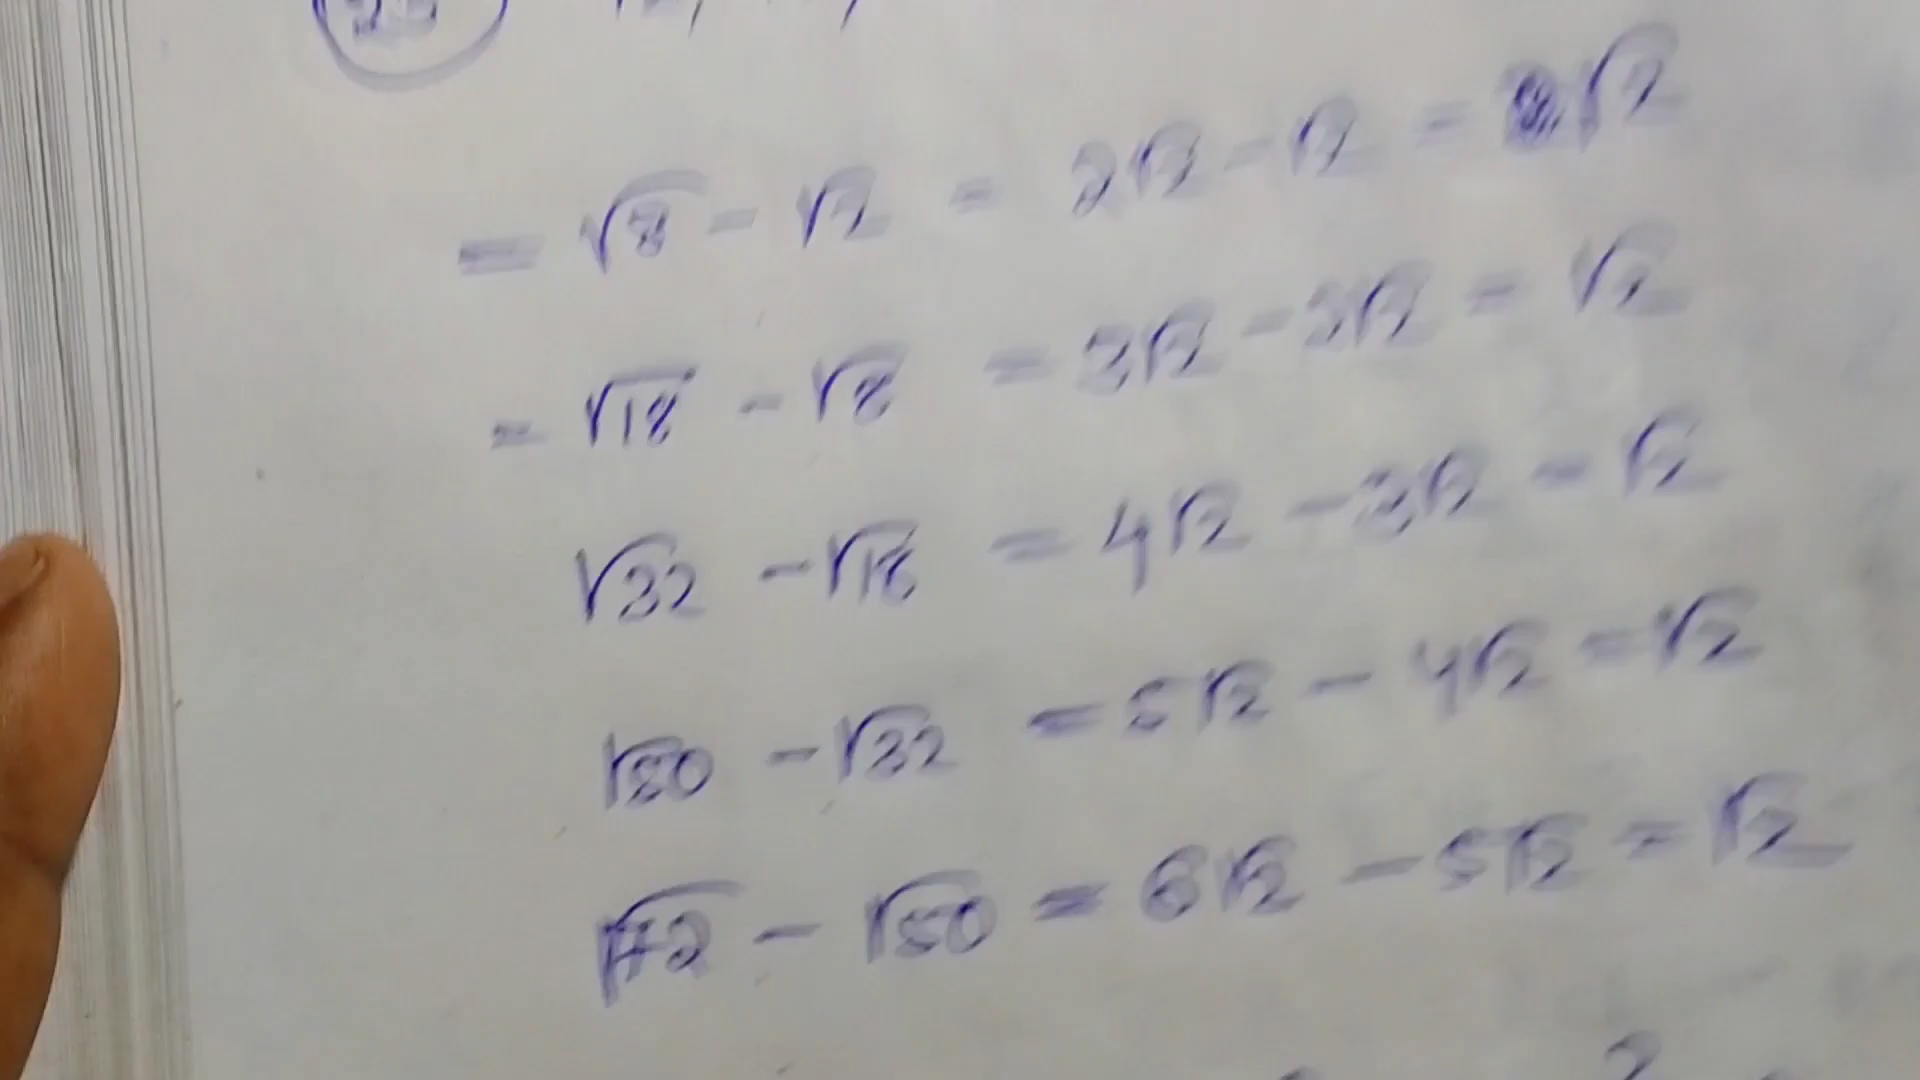 = √8 - √2 = 2√2 - √2 = √2
= √18 - √8 = 3√2 - 2√2 = √2
√32 - √18 = 4√2 - 3√2 = √2
√50 - √32 = 5√2 - 4√2 = √2
√72 - √50 = 6√2 - 5√2 = √2